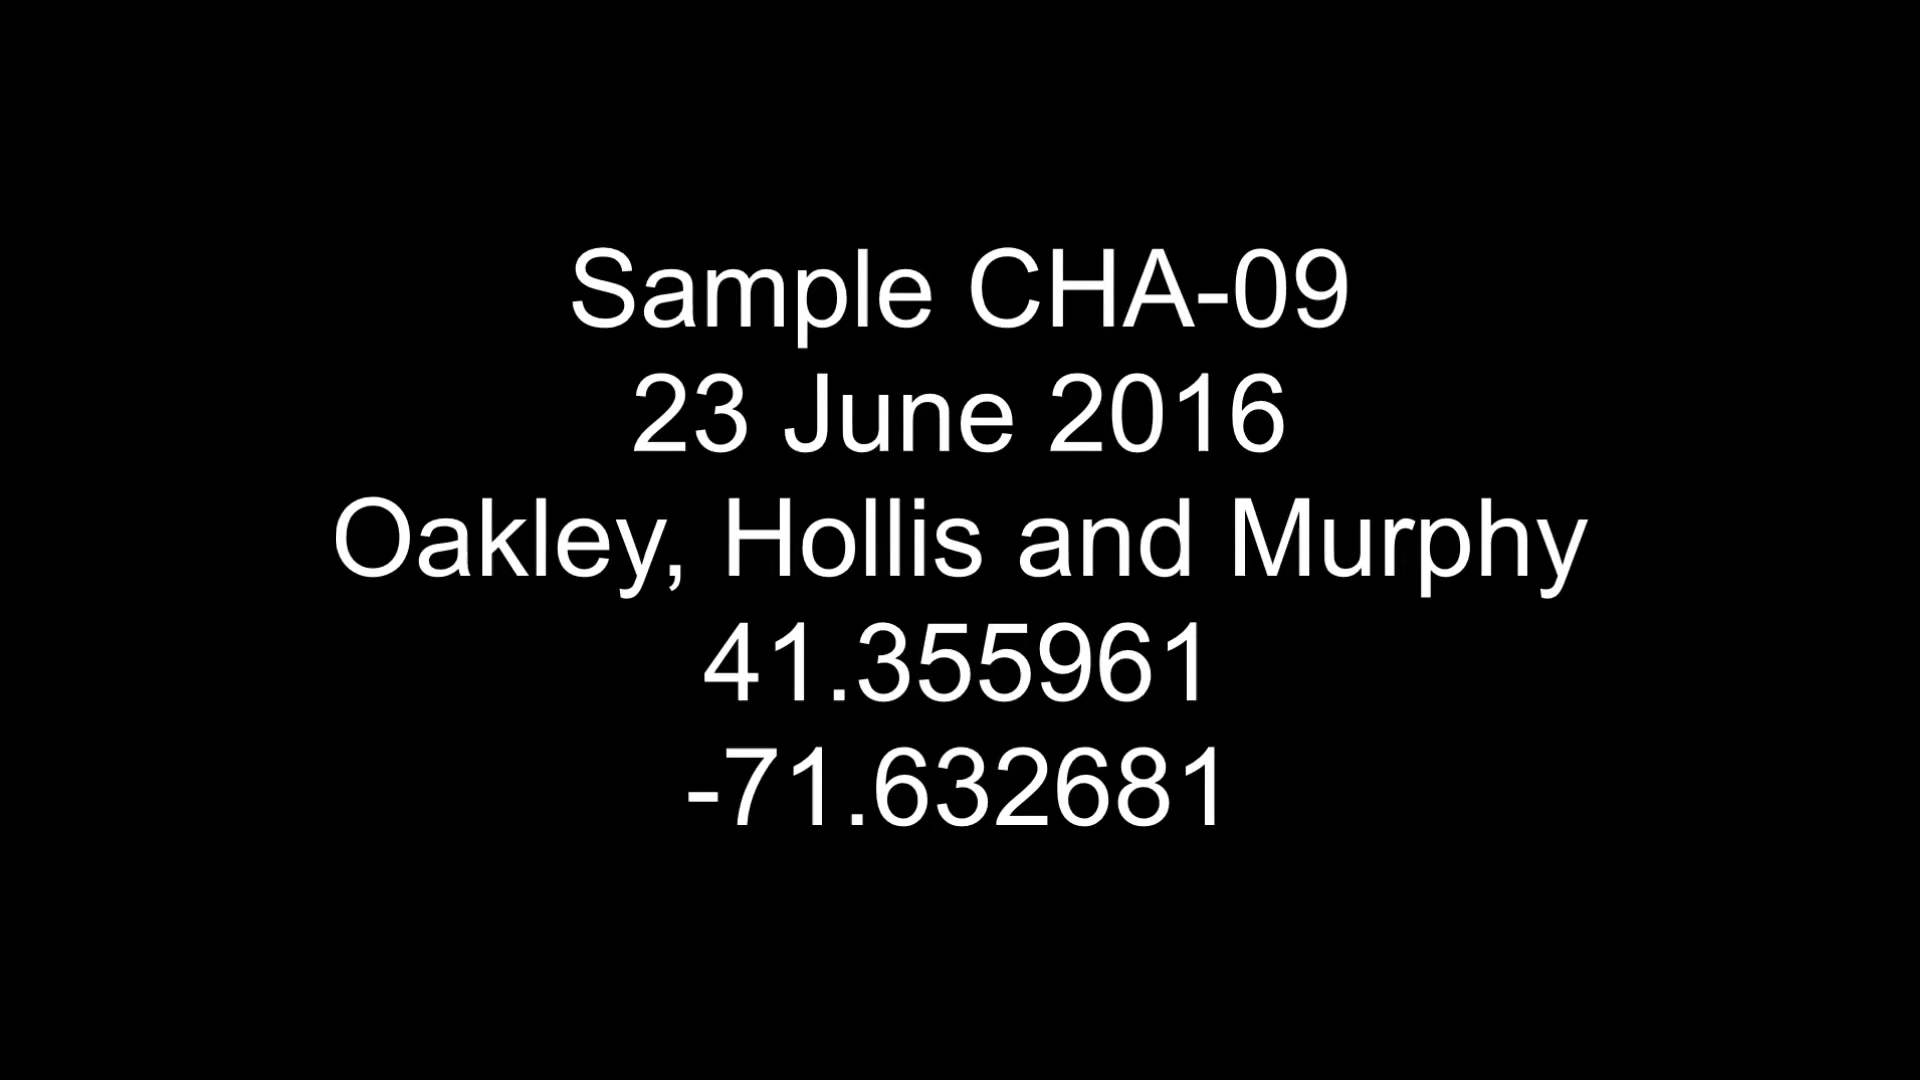 Sample CHA-09
23 June 2016
Oakley, Hollis and Murphy
41.355961
-71.632681